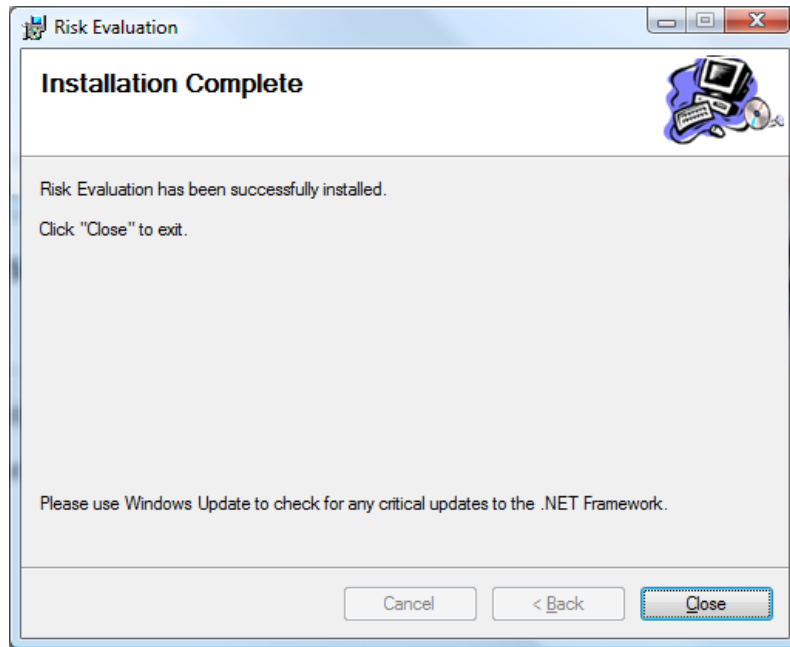 Risk Evaluation
Installation Complete
Risk Evaluation has been successfully installed.
Click "Close" to exit.
Please use Windows Update to check for any critical updates to the .NET Framework.
Cancel
< Back
Close